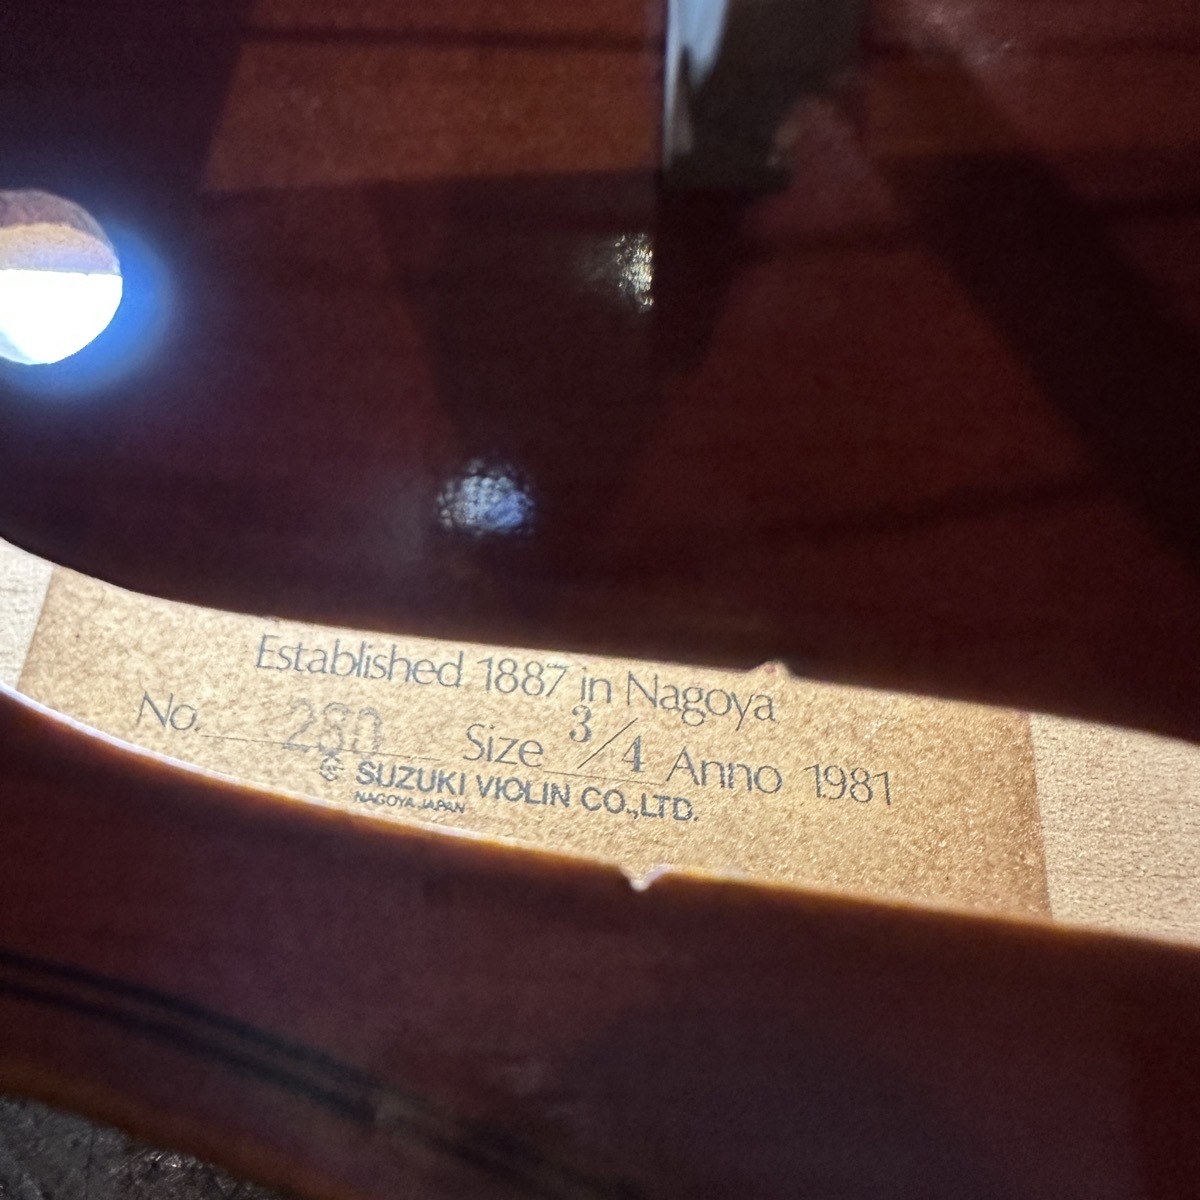 Established 1887 in Nagoya
No. 280 Size 3/4 Anno 1981
SUZUKI VIOLIN CO.,LTD.
NAGOYA JAPAN